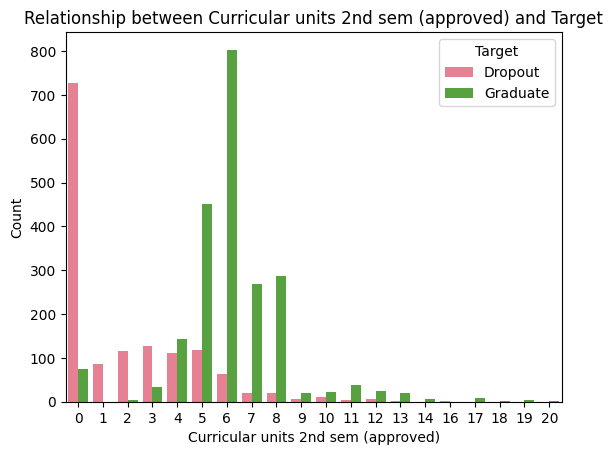 Relationship between Curricular units 2nd sem (approved) and Target
Target
Dropout
Graduate
Count
800
700
600
500
400
300
200
100
0
0 1 2 3 4 5 6 7 8 9 10 11 12 13 14 16 17 18 19 20
Curricular units 2nd sem (approved)